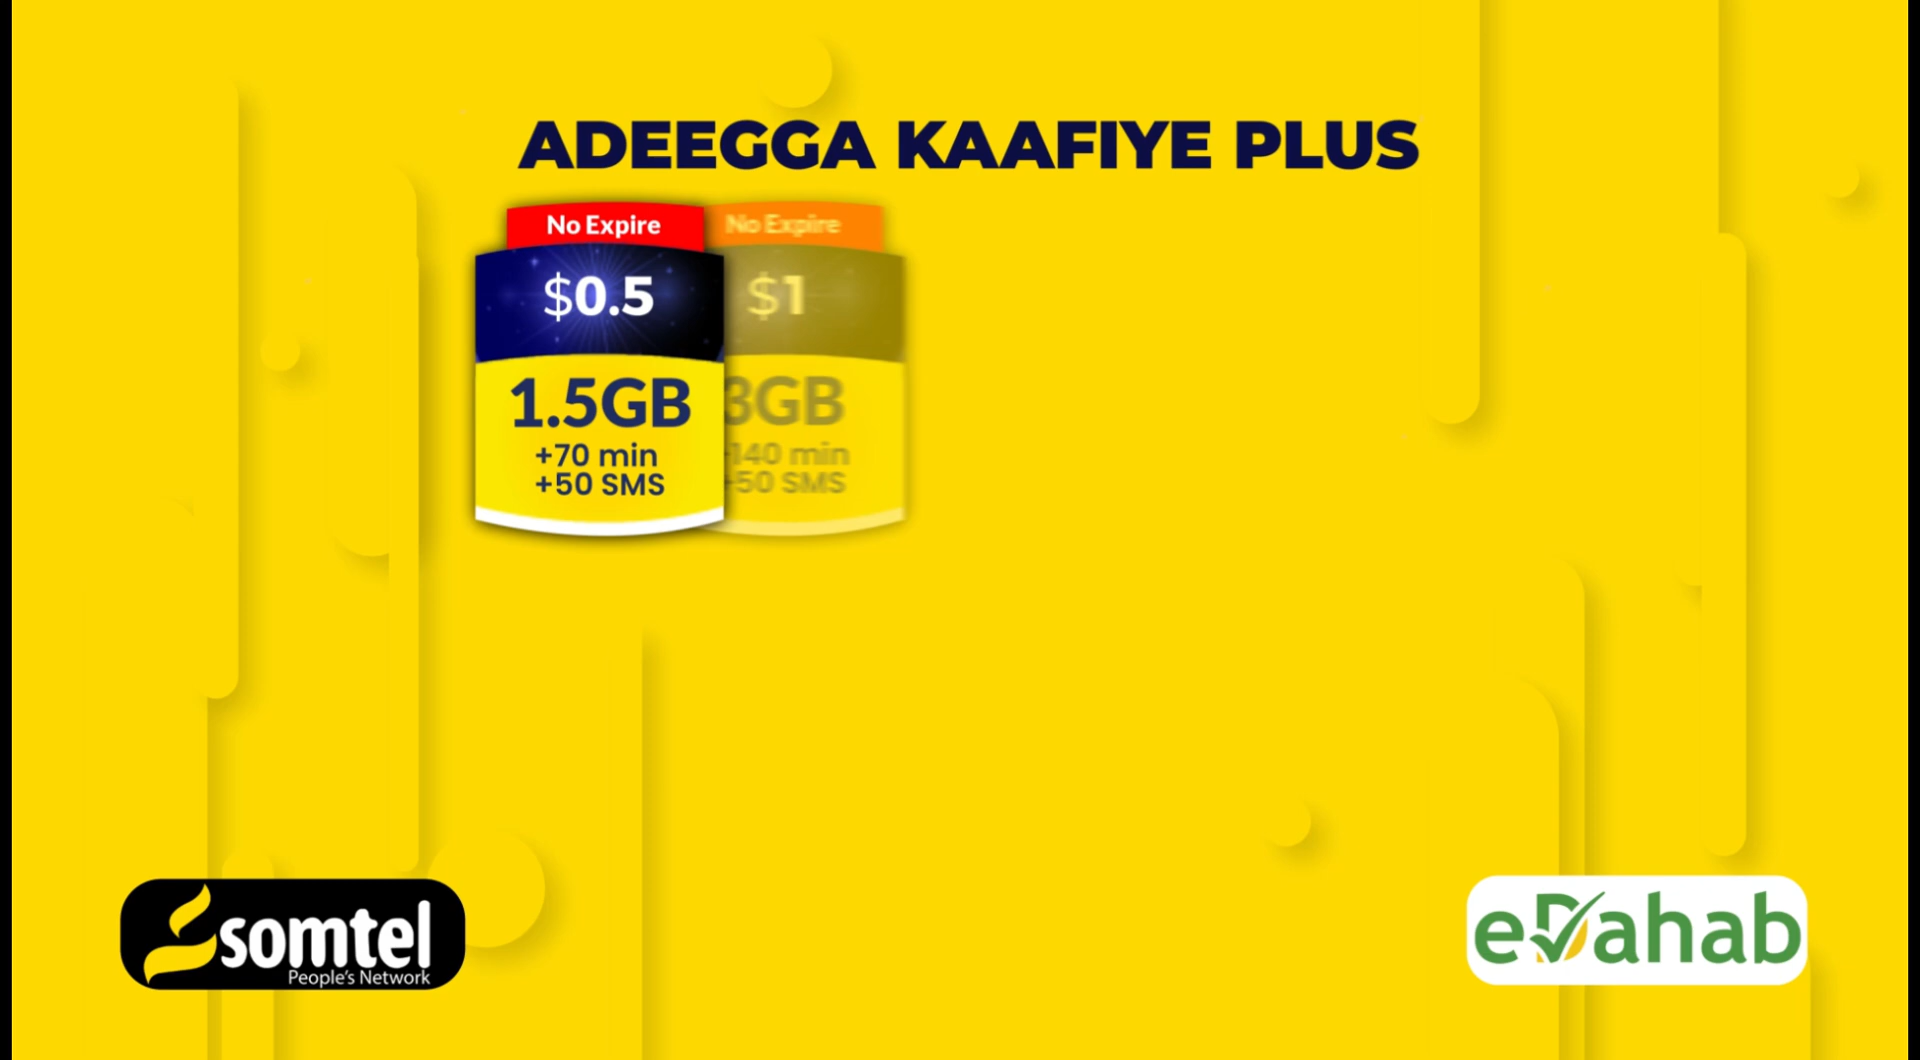 ADEEGGA KAAFIYE PLUS
No Expire
$0.5
1.5GB
+70 min
+50 SMS
No Expire
$1
3GB
140 min
50 SMS
somtel
People's Network
eDahab